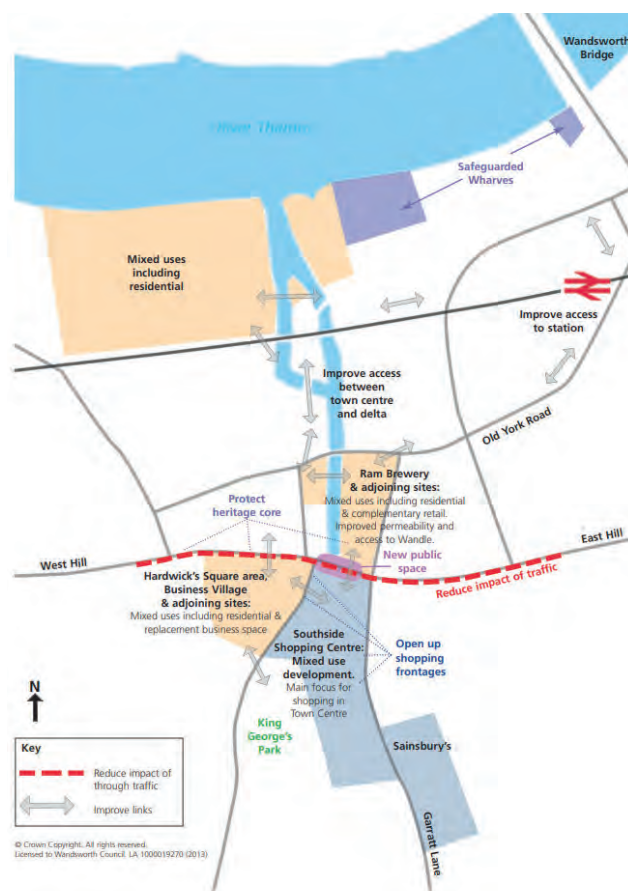 Wandsworth
Bridge
River Thames
Safeguarded
Wharves
Mixed uses
including
residential
Improve access
to station
Improve access
between
town centre
and delta
Old York Road
Ram Brewery
& adjoining sites:
Mixed uses including residential
& complementary retail.
Improved permeability and
access to Wandle.
Protect
heritage core
West Hill
East Hill
New public
space
Reduce impact of traffic
Hardwick's Square area,
Business Village
& adjoining sites:
Mixed uses including residential &
replacement business space
Southside
Shopping Centre:
Mixed use
development.
Main focus for
shopping in
Town Centre
Open up
shopping
frontages
N
King
George's
Park
Sainsbury's
Garratt Lane
Key
Reduce impact of
through traffic
Improve links
© Crown Copyright. All rights reserved.
Licensed to Wandsworth Council. LA 1000019270 (2013)